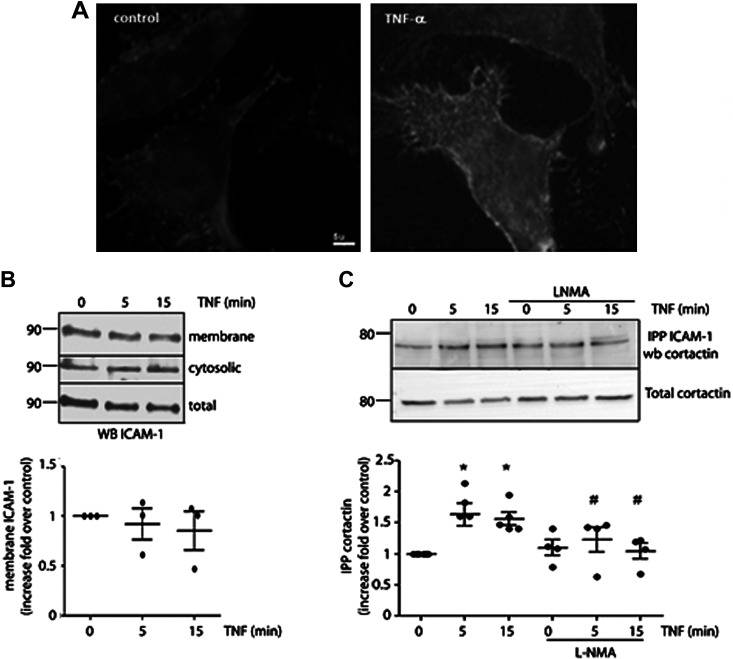 A
control
TNF-α
5μ
B
0 5 15 TNF (min)
90 membrane
90 cytosolic
90 total
WB ICAM-1
membrane ICAM-1
(increase fold over control)
1.5
1
0.5
0
0 5 15 TNF (min)
C
LNMA
0 5 15 0 5 15 TNF (min)
80 IPP ICAM-1
wb cortactin
80 Total cortactin
IPP cortactin
(increase fold over control)
2.5
2
1.5
1
0.5
0
* * # #
0 5 15 0 5 15 TNF (min)
L-NMA